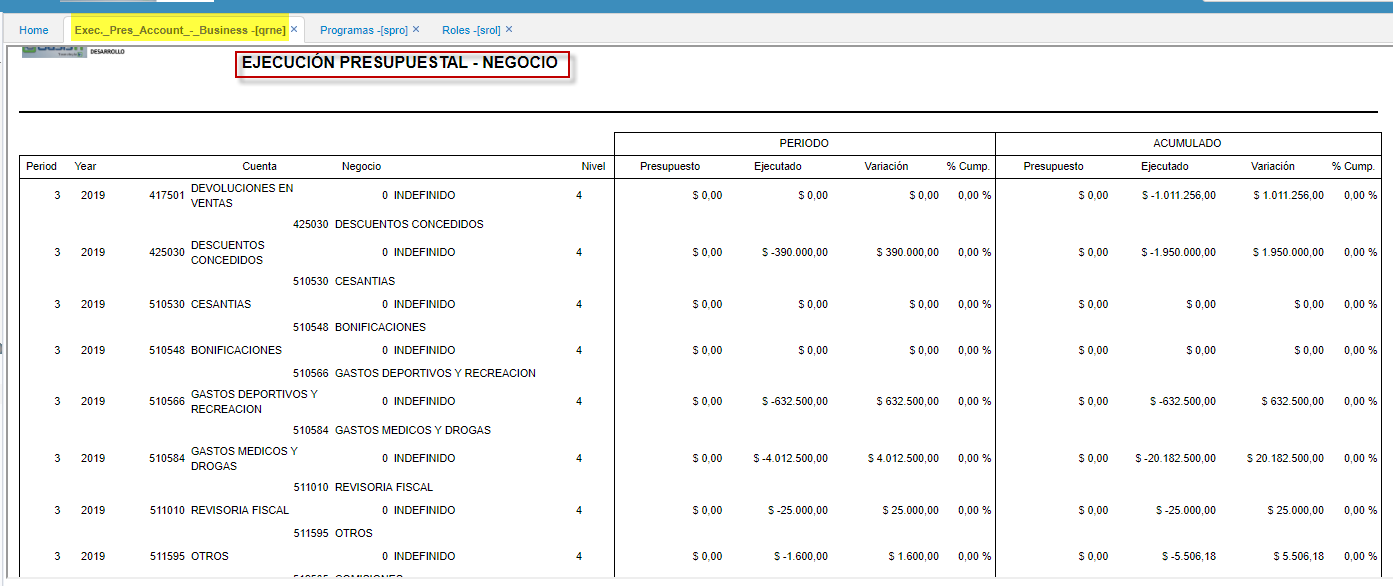 Home Exec._Pres_Account_-_Business -[qrne] × Programas -[spro] × Roles -[srol] ×
DESARROLLO
EJECUCIÓN PRESUPUESTAL - NEGOCIO
PERIODO ACUMULADO
Period Year Cuenta Negocio Nivel Presupuesto Ejecutado Variación % Cump. Presupuesto Ejecutado Variación % Cump.
3 2019 417501 DEVOLUCIONES EN VENTAS 0 INDEFINIDO 4 $ 0,00 $ 0,00 $ 0,00 0,00 % $ 0,00 $ -1.011.256,00 $ 1.011.256,00 0,00 %
425030 DESCUENTOS CONCEDIDOS
3 2019 425030 DESCUENTOS CONCEDIDOS 0 INDEFINIDO 4 $ 0,00 $ -390.000,00 $ 390.000,00 0,00 % $ 0,00 $ -1.950.000,00 $ 1.950.000,00 0,00 %
510530 CESANTIAS
3 2019 510530 CESANTIAS 0 INDEFINIDO 4 $ 0,00 $ 0,00 $ 0,00 0,00 % $ 0,00 $ 0,00 $ 0,00 0,00 %
510548 BONIFICACIONES
3 2019 510548 BONIFICACIONES 0 INDEFINIDO 4 $ 0,00 $ 0,00 $ 0,00 0,00 % $ 0,00 $ 0,00 $ 0,00 0,00 %
510566 GASTOS DEPORTIVOS Y RECREACION
3 2019 510566 GASTOS DEPORTIVOS Y RECREACION 0 INDEFINIDO 4 $ 0,00 $ -632.500,00 $ 632.500,00 0,00 % $ 0,00 $ -632.500,00 $ 632.500,00 0,00 %
510584 GASTOS MEDICOS Y DROGAS
3 2019 510584 GASTOS MEDICOS Y DROGAS 0 INDEFINIDO 4 $ 0,00 $ -4.012.500,00 $ 4.012.500,00 0,00 % $ 0,00 $ -20.182.500,00 $ 20.182.500,00 0,00 %
511010 REVISORIA FISCAL
3 2019 511010 REVISORIA FISCAL 0 INDEFINIDO 4 $ 0,00 $ -25.000,00 $ 25.000,00 0,00 % $ 0,00 $ -25.000,00 $ 25.000,00 0,00 %
511595 OTROS
3 2019 511595 OTROS 0 INDEFINIDO 4 $ 0,00 $ -1.600,00 $ 1.600,00 0,00 % $ 0,00 $ -5.506,18 $ 5.506,18 0,00 %